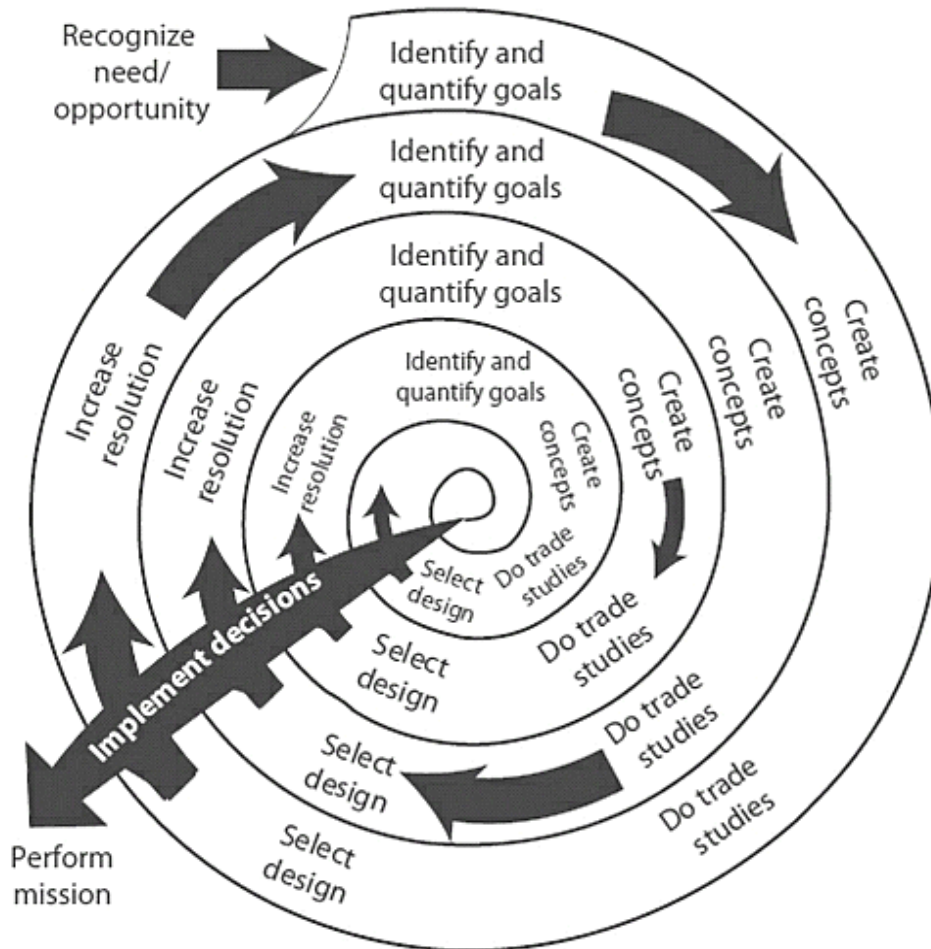 Recognize
need/
opportunity
Identify and
quantify goals
Identify and
quantify goals
Identify and
quantify goals
Identify and
quantify goals
Create
concepts
Create
concepts
Create
concepts
Create
concepts
Do trade
studies
Do trade
studies
Do trade
studies
Do trade
studies
Select
design
Select
design
Select
design
Select
design
Increase
resolution
Increase
resolution
Increase
resolution
Implement decisions
Perform
mission